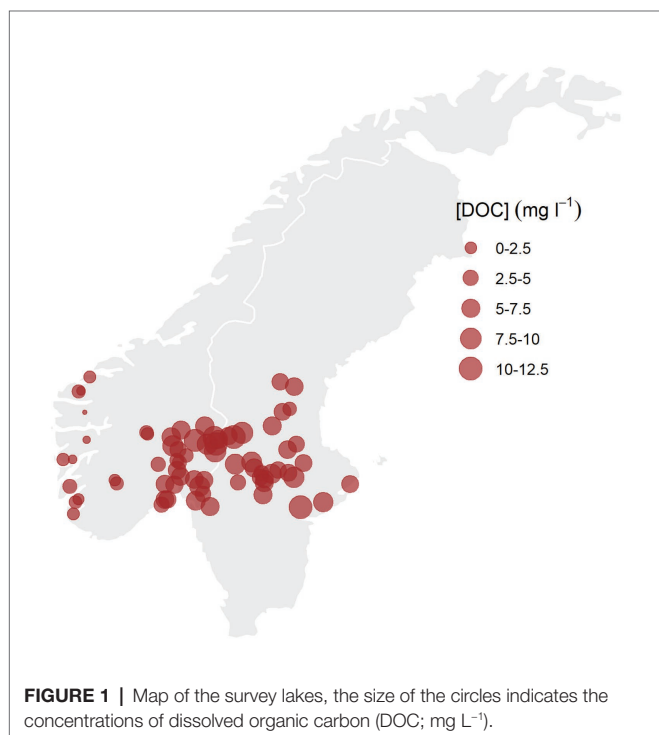 [DOC] (mg l⁻¹)
0-2.5
2.5-5
5-7.5
7.5-10
10-12.5
FIGURE 1 | Map of the survey lakes, the size of the circles indicates the
concentrations of dissolved organic carbon (DOC; mg L⁻¹).